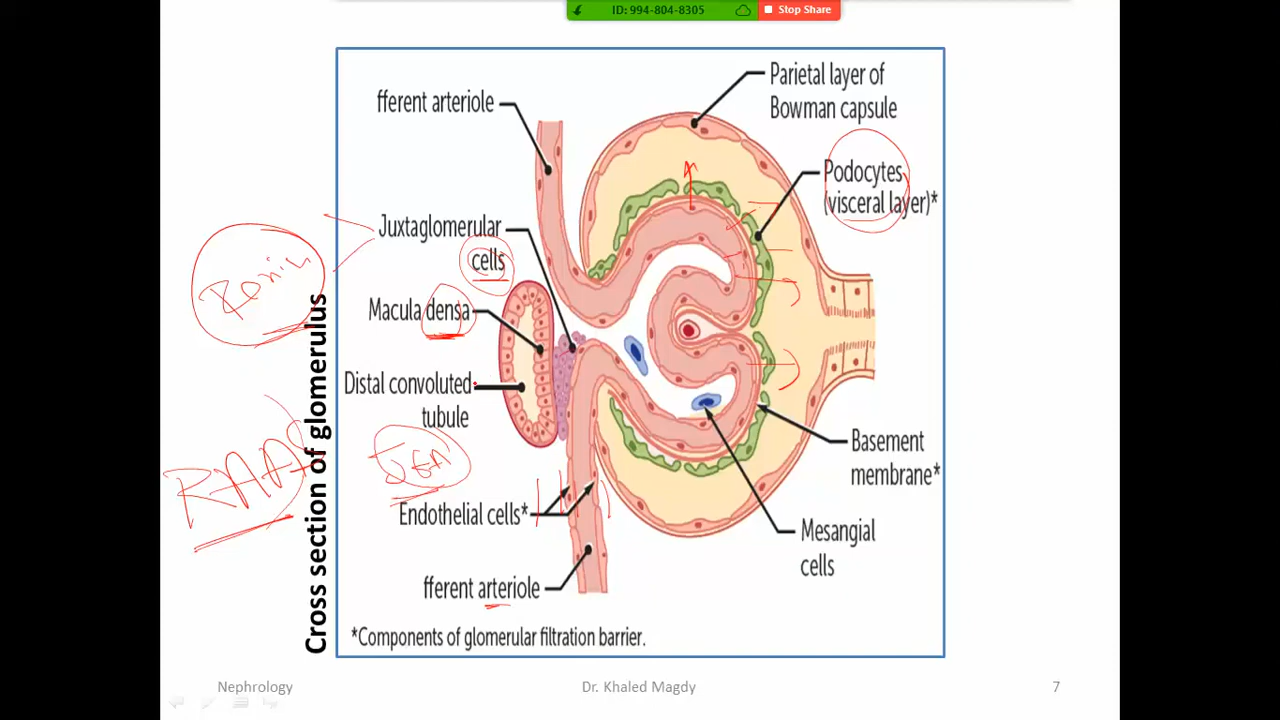 ID: 994-804-8305
Stop Share
Parietal layer of
Bowman capsule
fferent arteriole
Podocytes
(visceral layer)*
Juxtaglomerular
cells
Renin
Macula densa
Distal convoluted
tubule
RAAS
JGA
Basement
membrane*
Endothelial cells*
Mesangial
cells
fferent arteriole
*Components of glomerular filtration barrier.
Cross section of glomerulus
Nephrology
Dr. Khaled Magdy
7